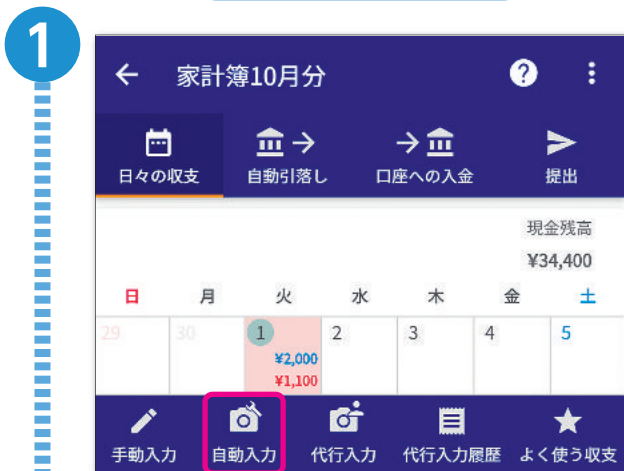 1
家計簿10月分
日々の収支 自動引落し 口座への入金 提出
現金残高
¥34,400
日 月 火 水 木 金 土
29 30 1 2 3 4 5
¥2,000
¥1,100
手動入力 自動入力 代行入力 代行入力履歴 よく使う収支